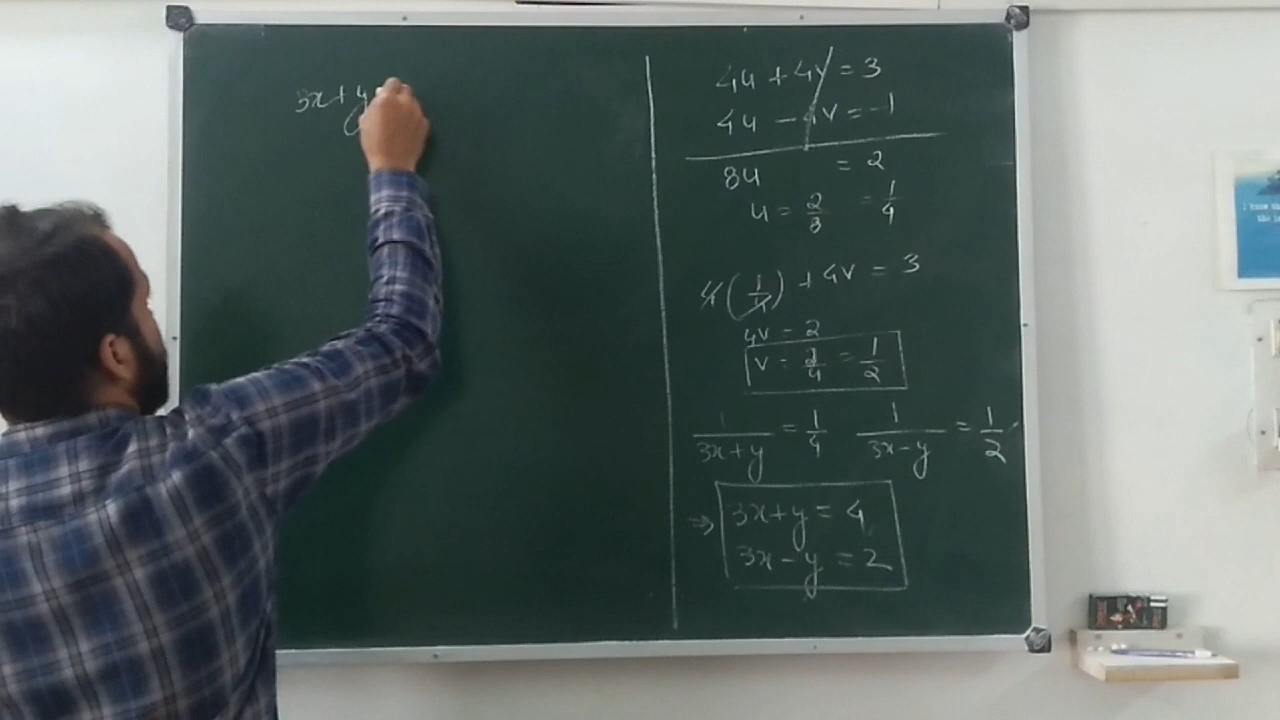 3x + y
4u + 4v = 3
4u - 4v = -1
8u = 2
u = 2/8 = 1/4
4(1/4) + 4v = 3
4v = 2
v = 2/4 = 1/2
1/(3x+y) = 1/4 1/(3x-y) = 1/2
⇒ 3x+y = 4
3x-y = 2